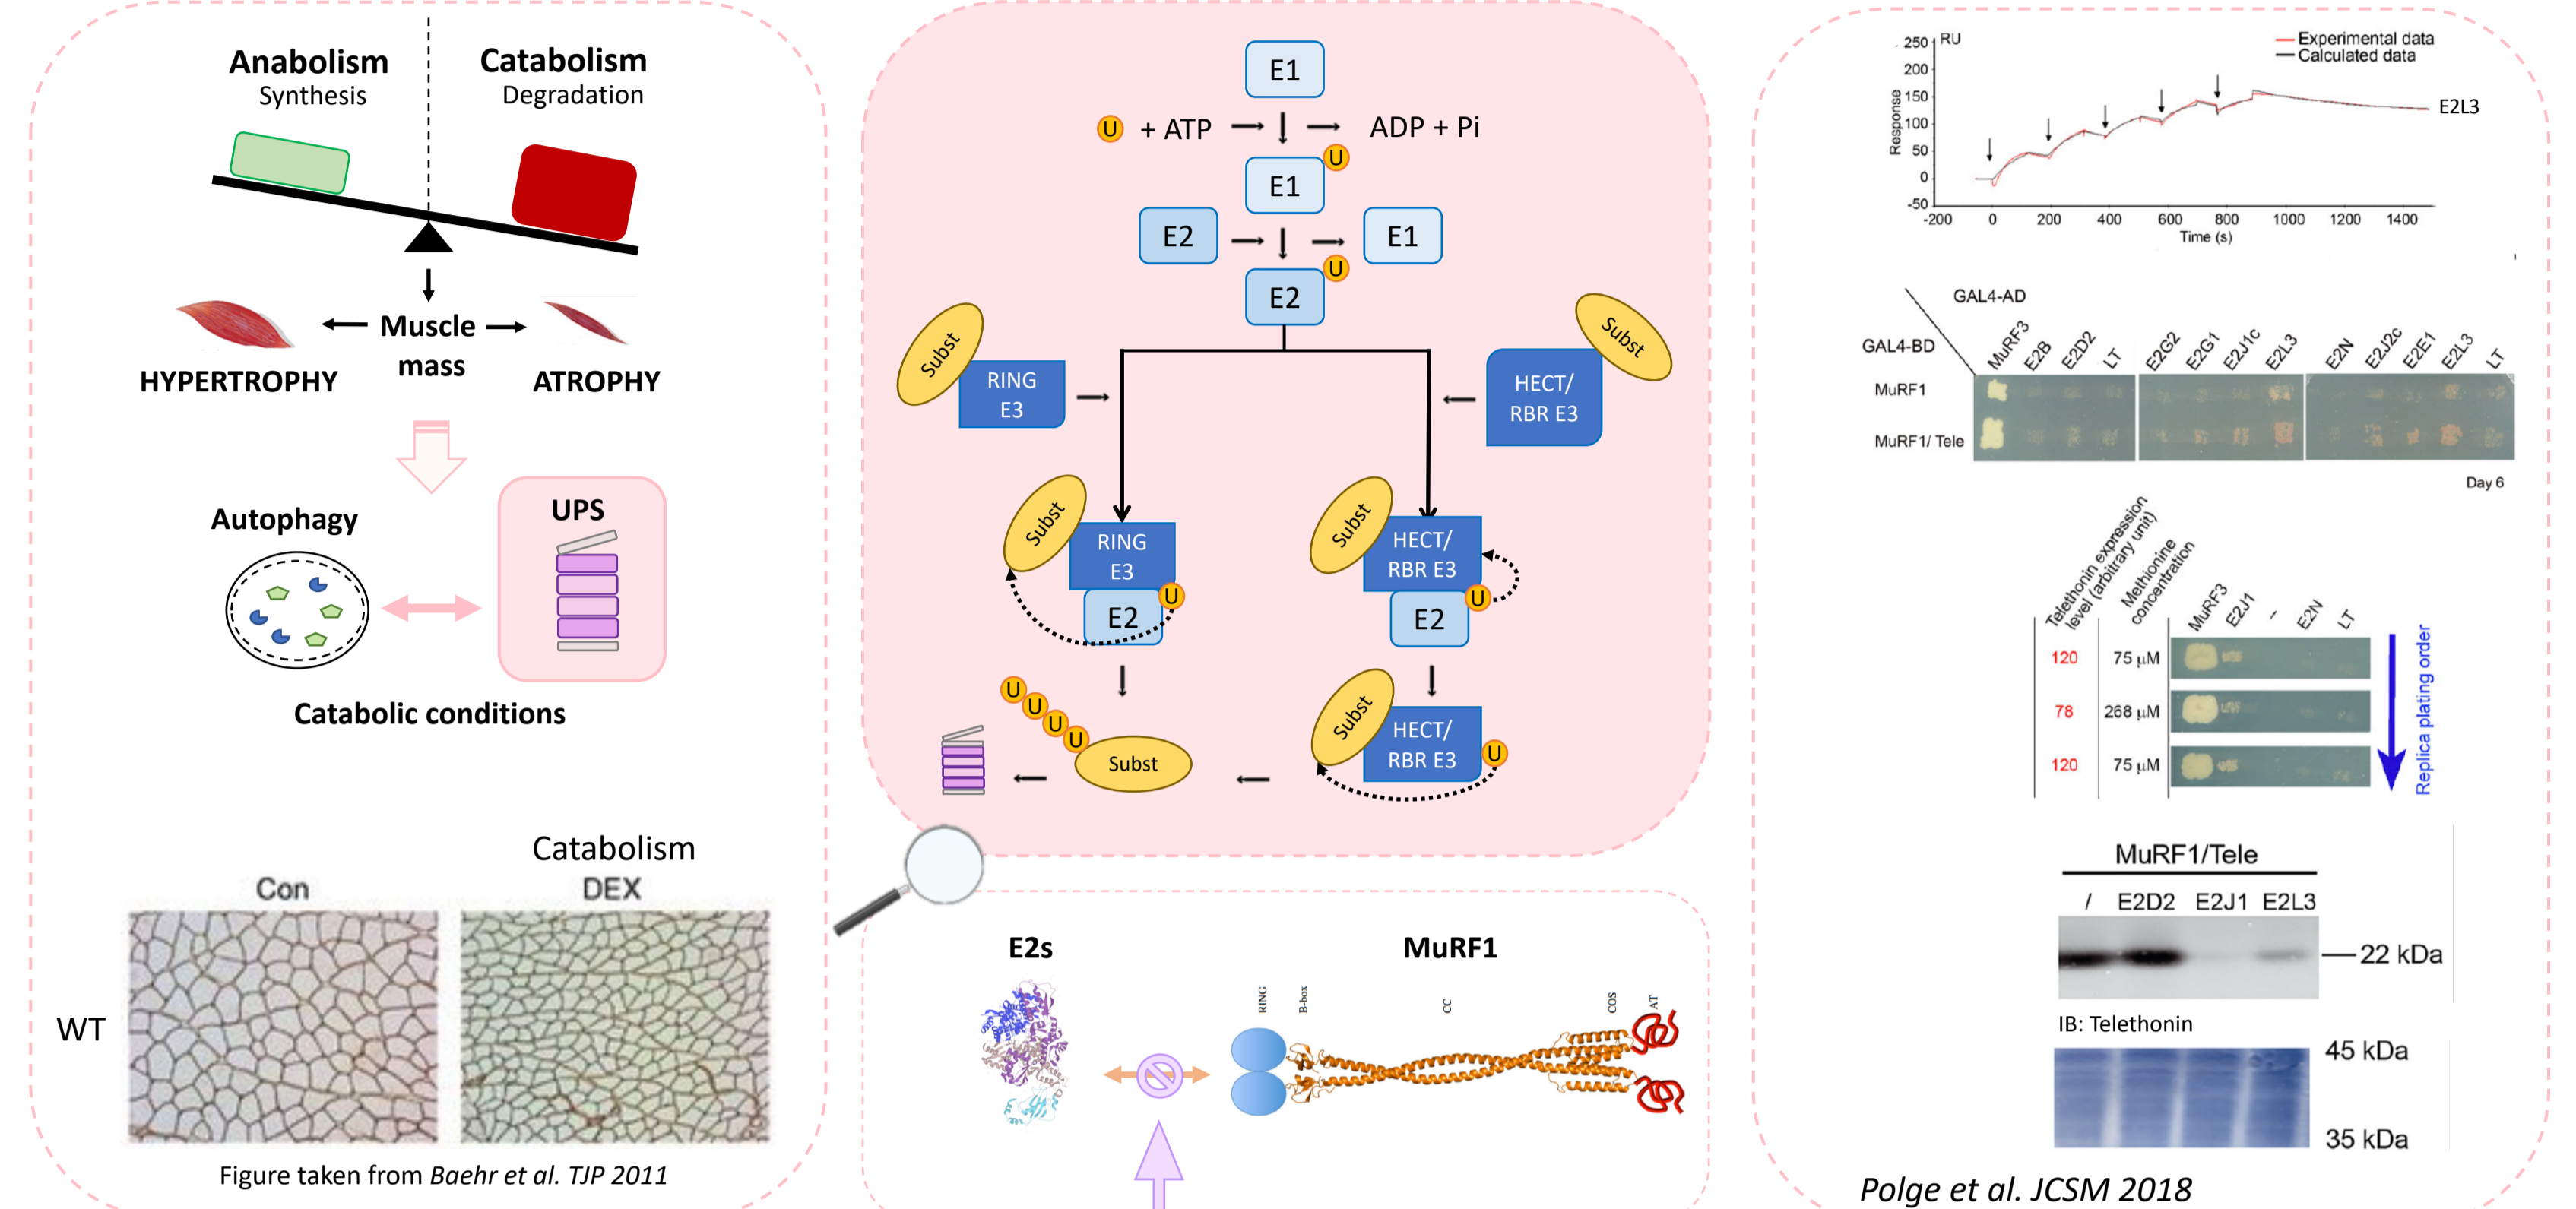 Anabolism
Synthesis
Catabolism
Degradation
Muscle
mass
HYPERTROPHY
ATROPHY
Autophagy
UPS
Catabolic conditions
Catabolism
Con
DEX
WT
Figure taken from Baehr et al. TJP 2011
E1
U + ATP
ADP + Pi
U
E1
E2
E1
U
E2
Subst
RING
E3
Subst
HECT/
RBR E3
Subst
RING
E3
U
E2
Subst
HECT/
RBR E3
U
E2
U
U
U
U
Subst
Subst
HECT/
RBR E3
U
E2s
MuRF1
RING
B-box
CC
COS
AT
250
RU
200
150
100
50
0
-50
Response
Experimental data
Calculated data
E2L3
-200
0
200
400
600
800
1000
1200
1400
Time (s)
GAL4-AD
GAL4-BD
MuRF3
E2B
E2D2
LT
E2G2
E2G1
E2J1c
E2L3
E2N
E2J2c
E2E1
E2L3
LT
MuRF1
MuRF1/ Tele
Day 6
Telethonin expression
level (arbitrary unit)
Methionine
concentration
MuRF3
E2J1
–
E2N
LT
120
75 µM
78
268 µM
120
75 µM
Replica plating order
MuRF1/Tele
/ E2D2 E2J1 E2L3
22 kDa
IB: Telethonin
45 kDa
35 kDa
Polge et al. JCSM 2018